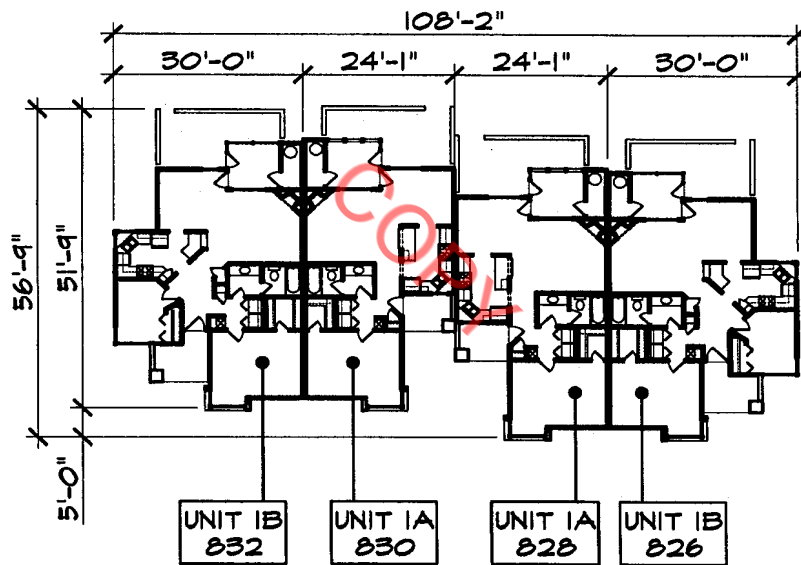 108'-2"
30'-0" 24'-1" 24'-1" 30'-0"
56'-9"
51'-9"
5'-0"
COPY
UNIT 1B
832
UNIT 1A
830
UNIT 1A
828
UNIT 1B
826